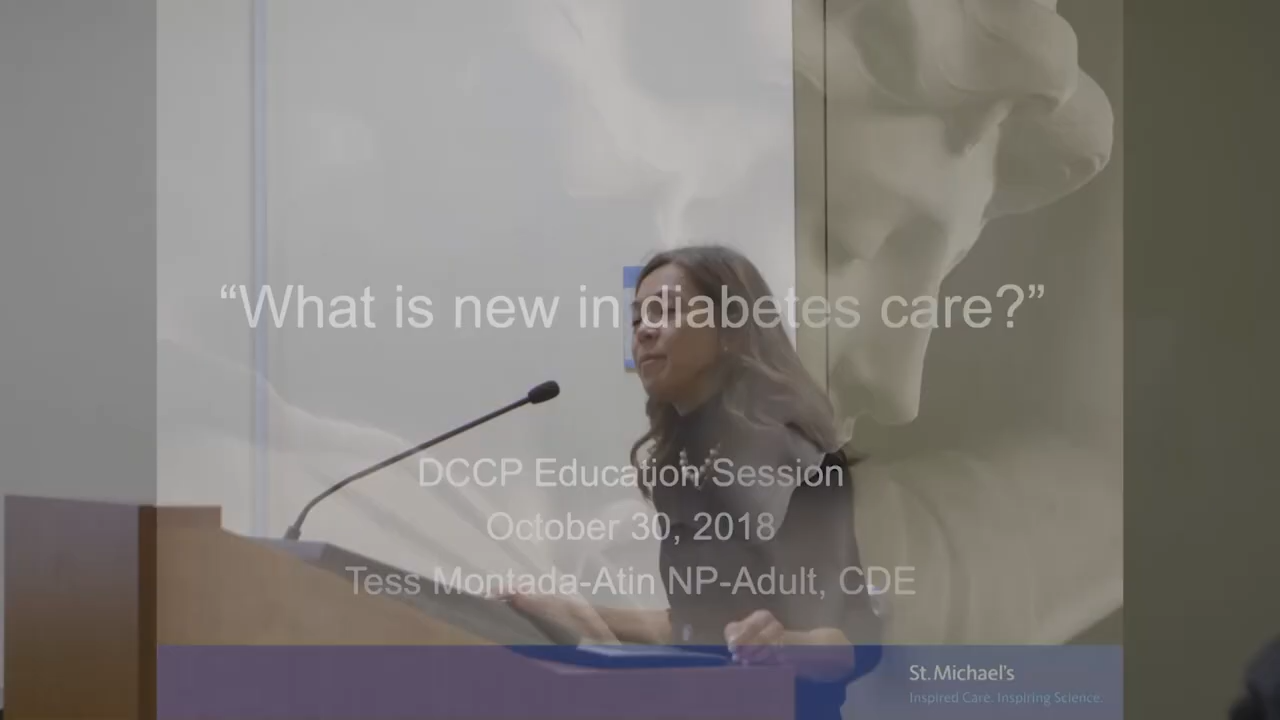 “What is new in diabetes care?”
DCCP Education Session
October 30, 2018
Tess Montada-Atin NP-Adult, CDE
St. Michael's
Inspired Care. Inspiring Science.